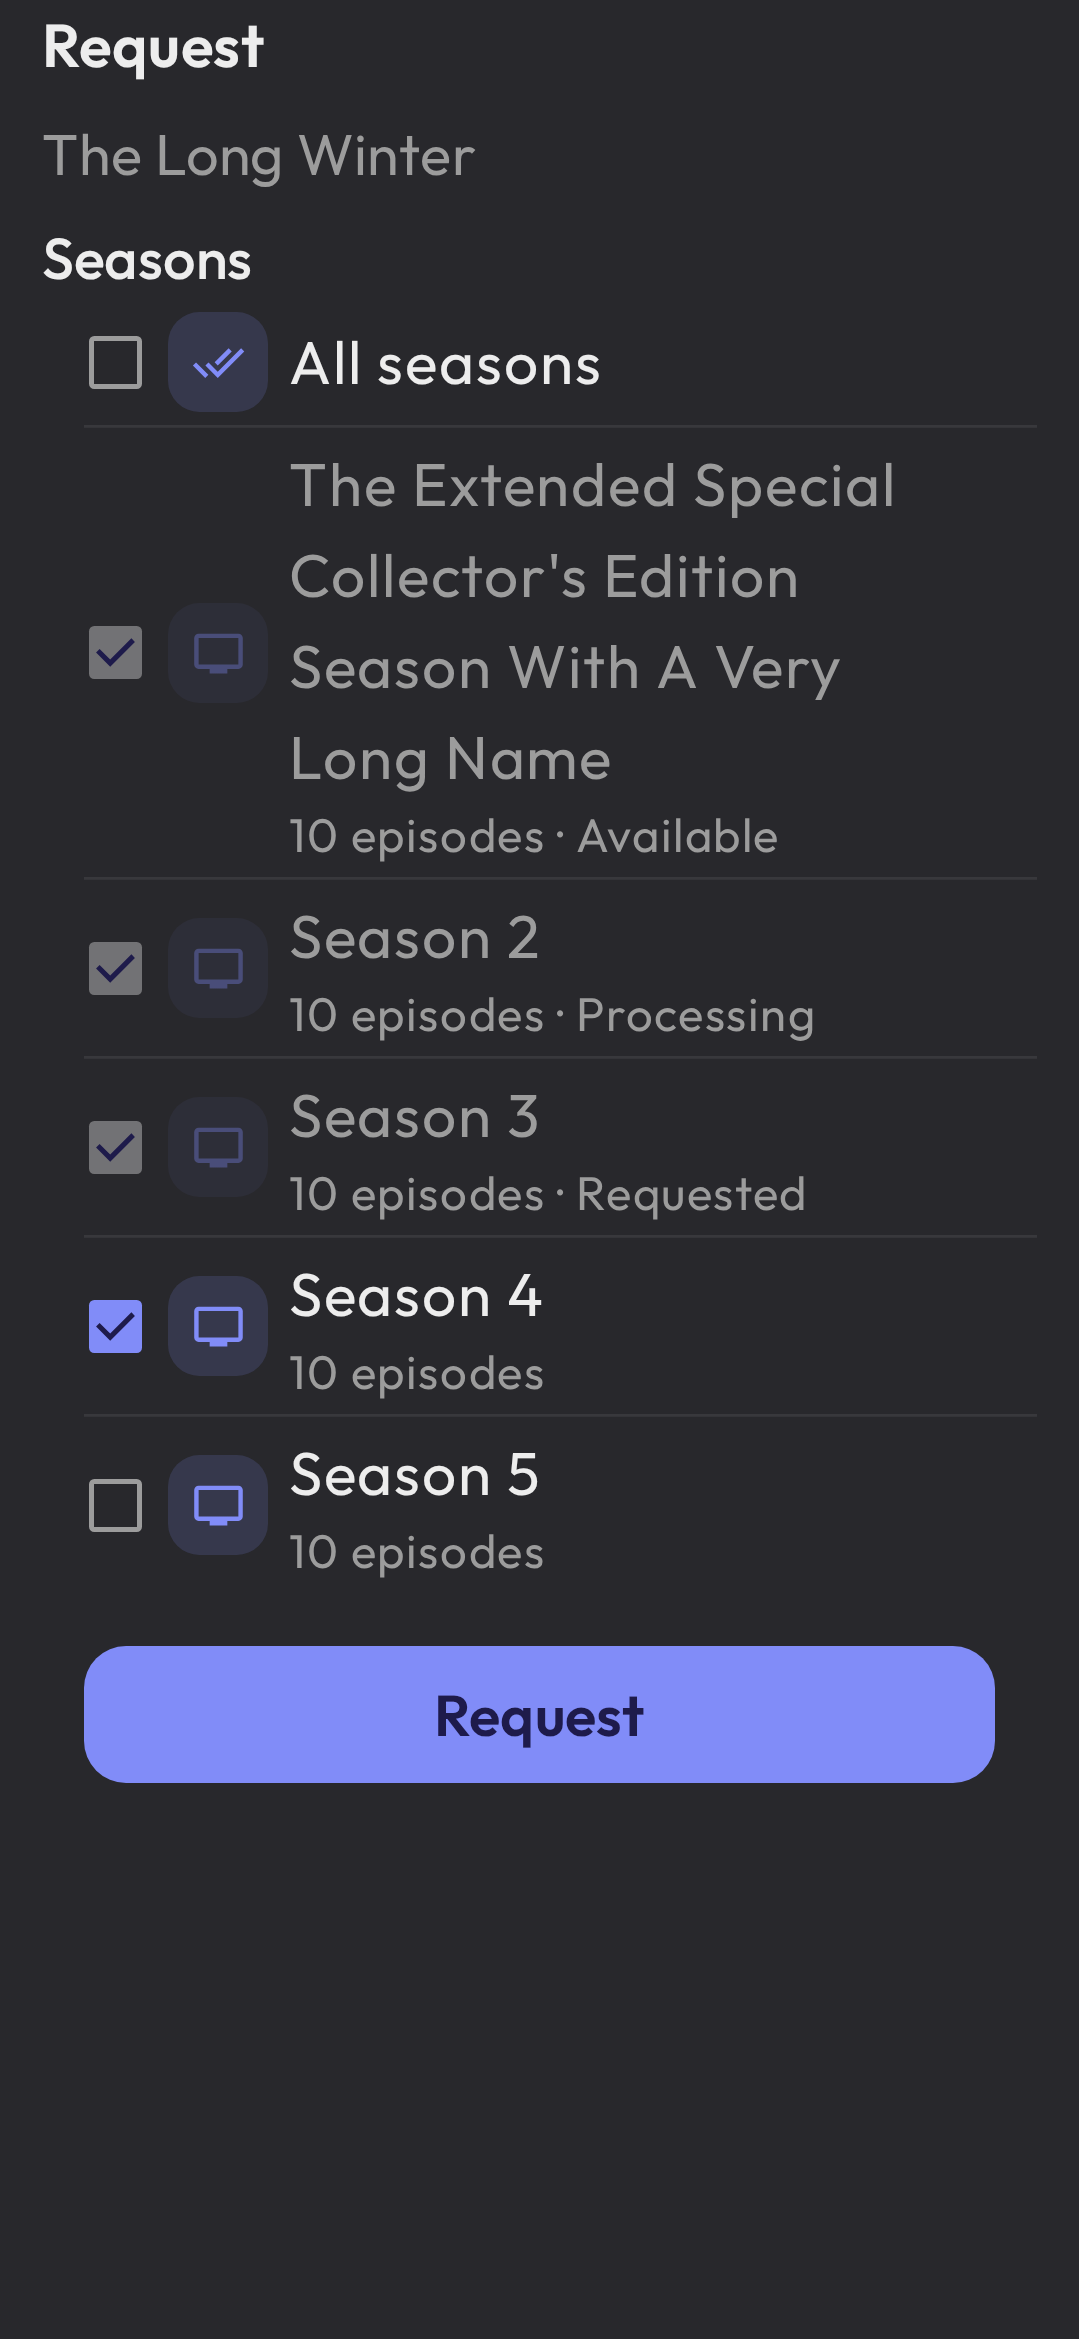 Request
The Long Winter
Seasons
All seasons
The Extended Special
Collector's Edition
Season With A Very
Long Name
10 episodes · Available
Season 2
10 episodes · Processing
Season 3
10 episodes · Requested
Season 4
10 episodes
Season 5
10 episodes
Request